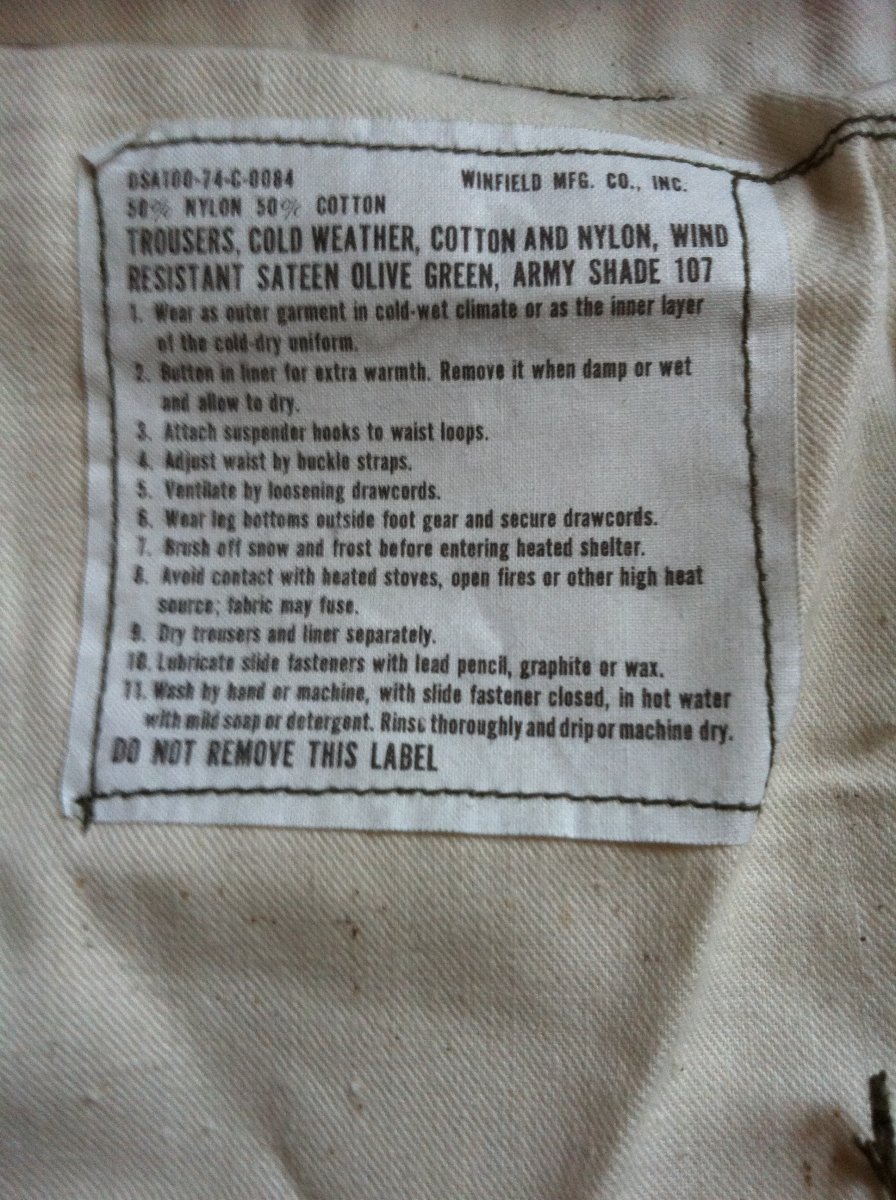 DSA100-74-C-0084 WINFIELD MFG. CO., INC.
50% NYLON 50% COTTON
TROUSERS, COLD WEATHER, COTTON AND NYLON, WIND
RESISTANT SATEEN OLIVE GREEN, ARMY SHADE 107
1. Wear as outer garment in cold-wet climate or as the inner layer
of the cold-dry uniform.
2. Button in liner for extra warmth. Remove it when damp or wet
and allow to dry.
3. Attach suspender hooks to waist loops.
4. Adjust waist by buckle straps.
5. Ventilate by loosening drawcords.
6. Wear leg bottoms outside foot gear and secure drawcords.
7. Brush off snow and frost before entering heated shelter.
8. Avoid contact with heated stoves, open fires or other high heat
source; fabric may fuse.
9. Dry trousers and liner separately.
10. Lubricate slide fasteners with lead pencil, graphite or wax.
11. Wash by hand or machine, with slide fastener closed, in hot water
with mild soap or detergent. Rinse thoroughly and drip or machine dry.
DO NOT REMOVE THIS LABEL